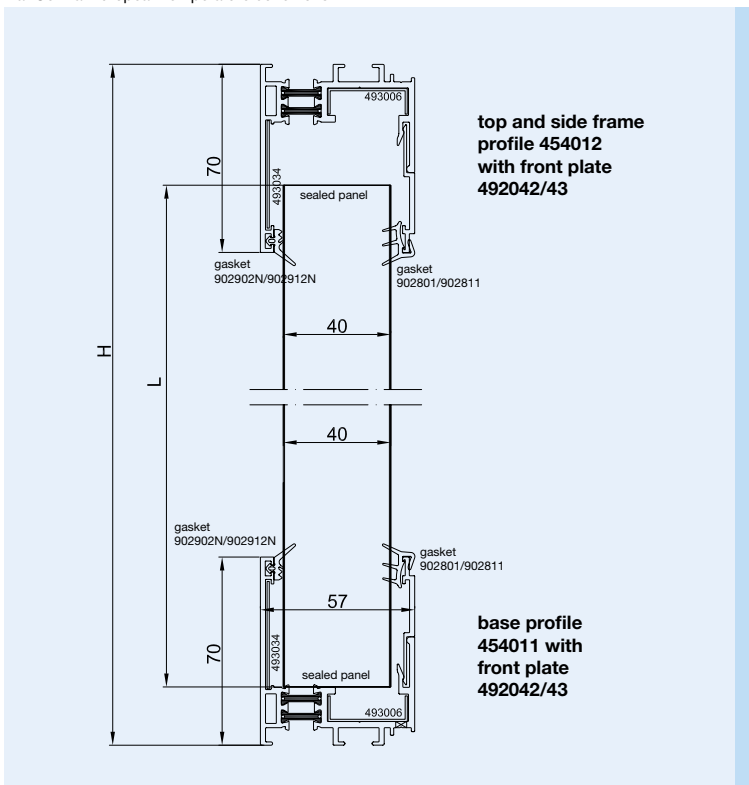 493006
top and side frame
profile 454012
with front plate
492042/43
70
493034
sealed panel
gasket
902902N/902912N
gasket
902801/902811
40
H
L
40
gasket
902902N/902912N
gasket
902801/902811
57
base profile
454011 with
front plate
492042/43
70
493034
sealed panel
493006